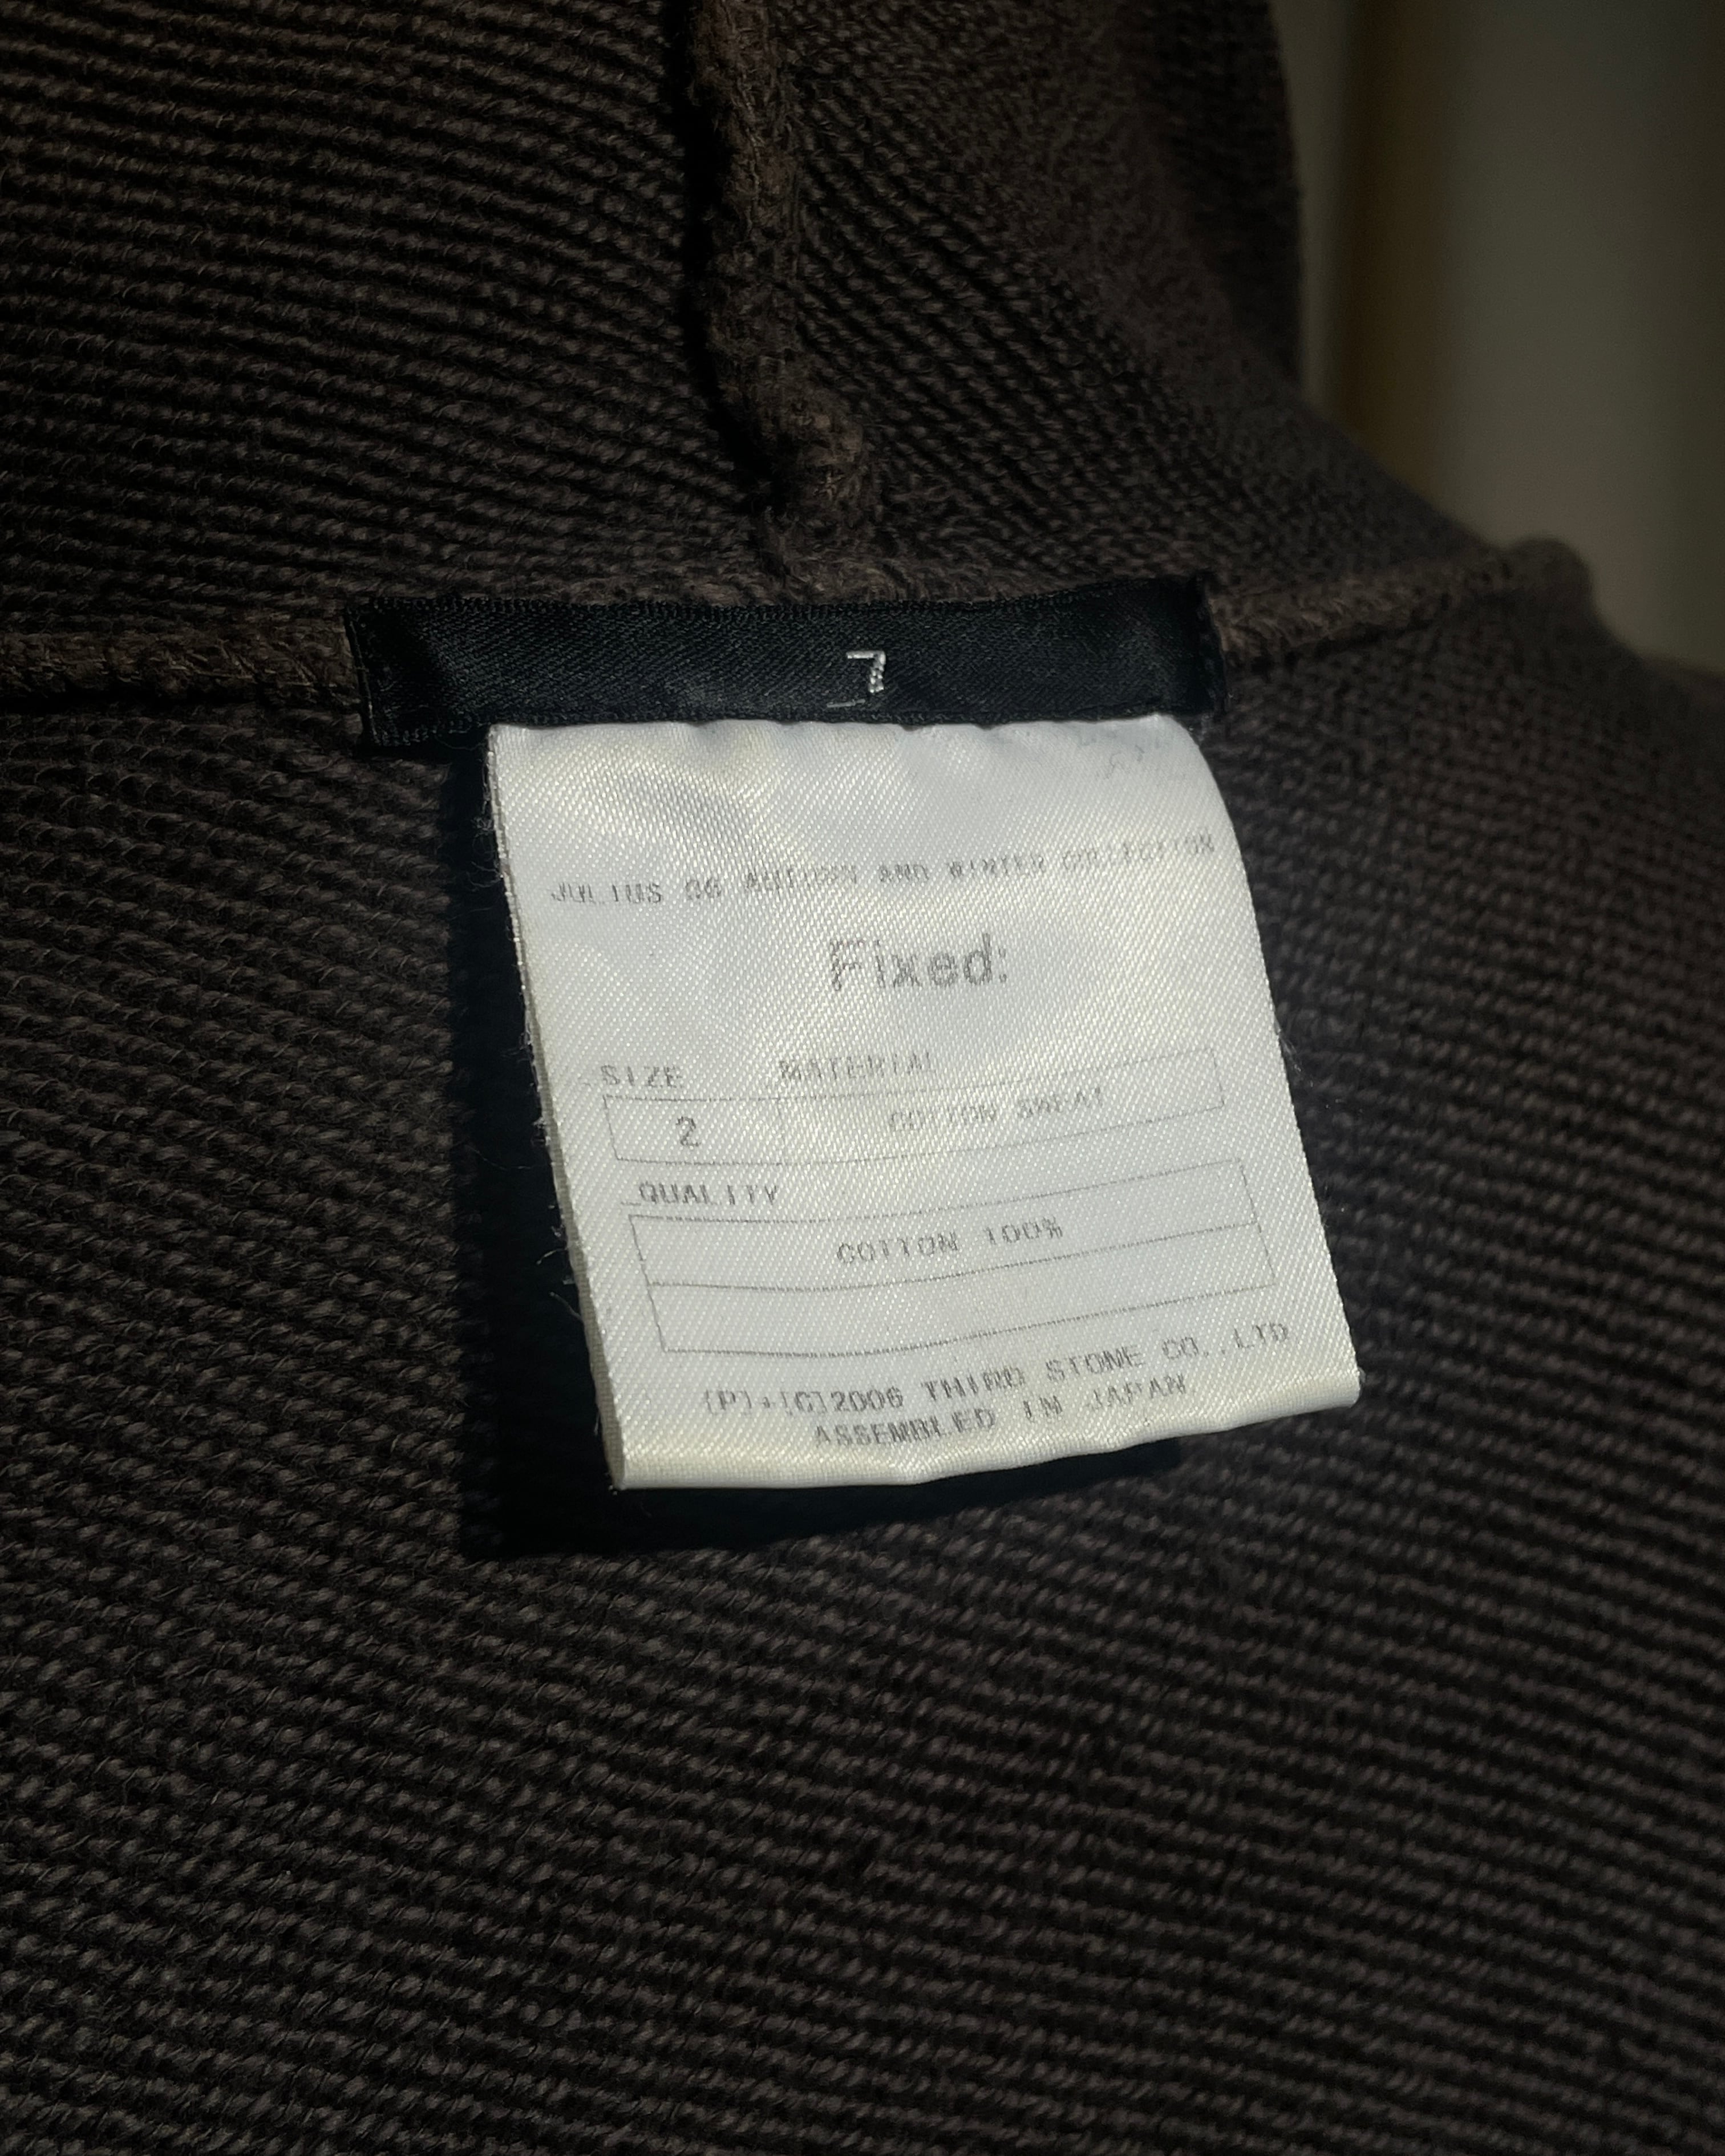 _7
JULIUS 06 AUTUMN AND WINTER COLLECTION
Fixed:
SIZE MATERIAL
2 COTTON SWEAT
QUALITY
COTTON 100%
(P)+(C)2006 THIRD STONE CO.,LTD
ASSEMBLED IN JAPAN